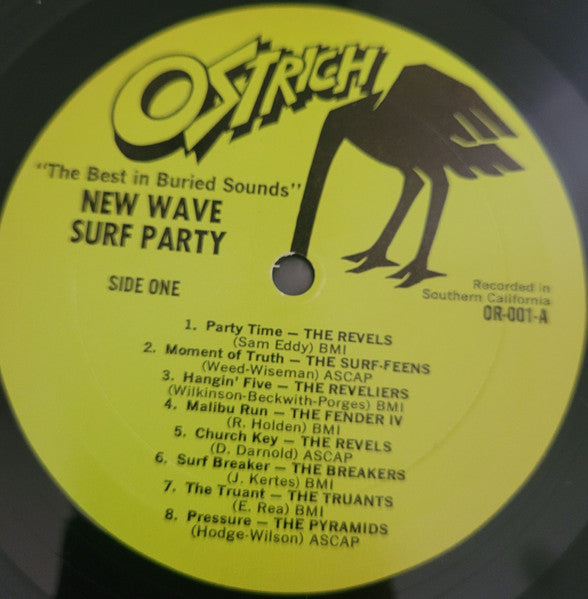 OSTRICH
"The Best in Buried Sounds"
NEW WAVE
SURF PARTY
SIDE ONE
Recorded in
Southern California
OR-001-A
1. Party Time – THE REVELS
(Sam Eddy) BMI
2. Moment of Truth – THE SURF-FEENS
(Weed-Wiseman) ASCAP
3. Hangin' Five – THE REVELIERS
(Wilkinson-Beckwith-Porges) BMI
4. Malibu Run – THE FENDER IV
(R. Holden) BMI
5. Church Key – THE REVELS
(D. Darnold) ASCAP
6. Surf Breaker – THE BREAKERS
(J. Kertes) BMI
7. The Truant – THE TRUANTS
(E. Rea) BMI
8. Pressure – THE PYRAMIDS
(Hodge-Wilson) ASCAP